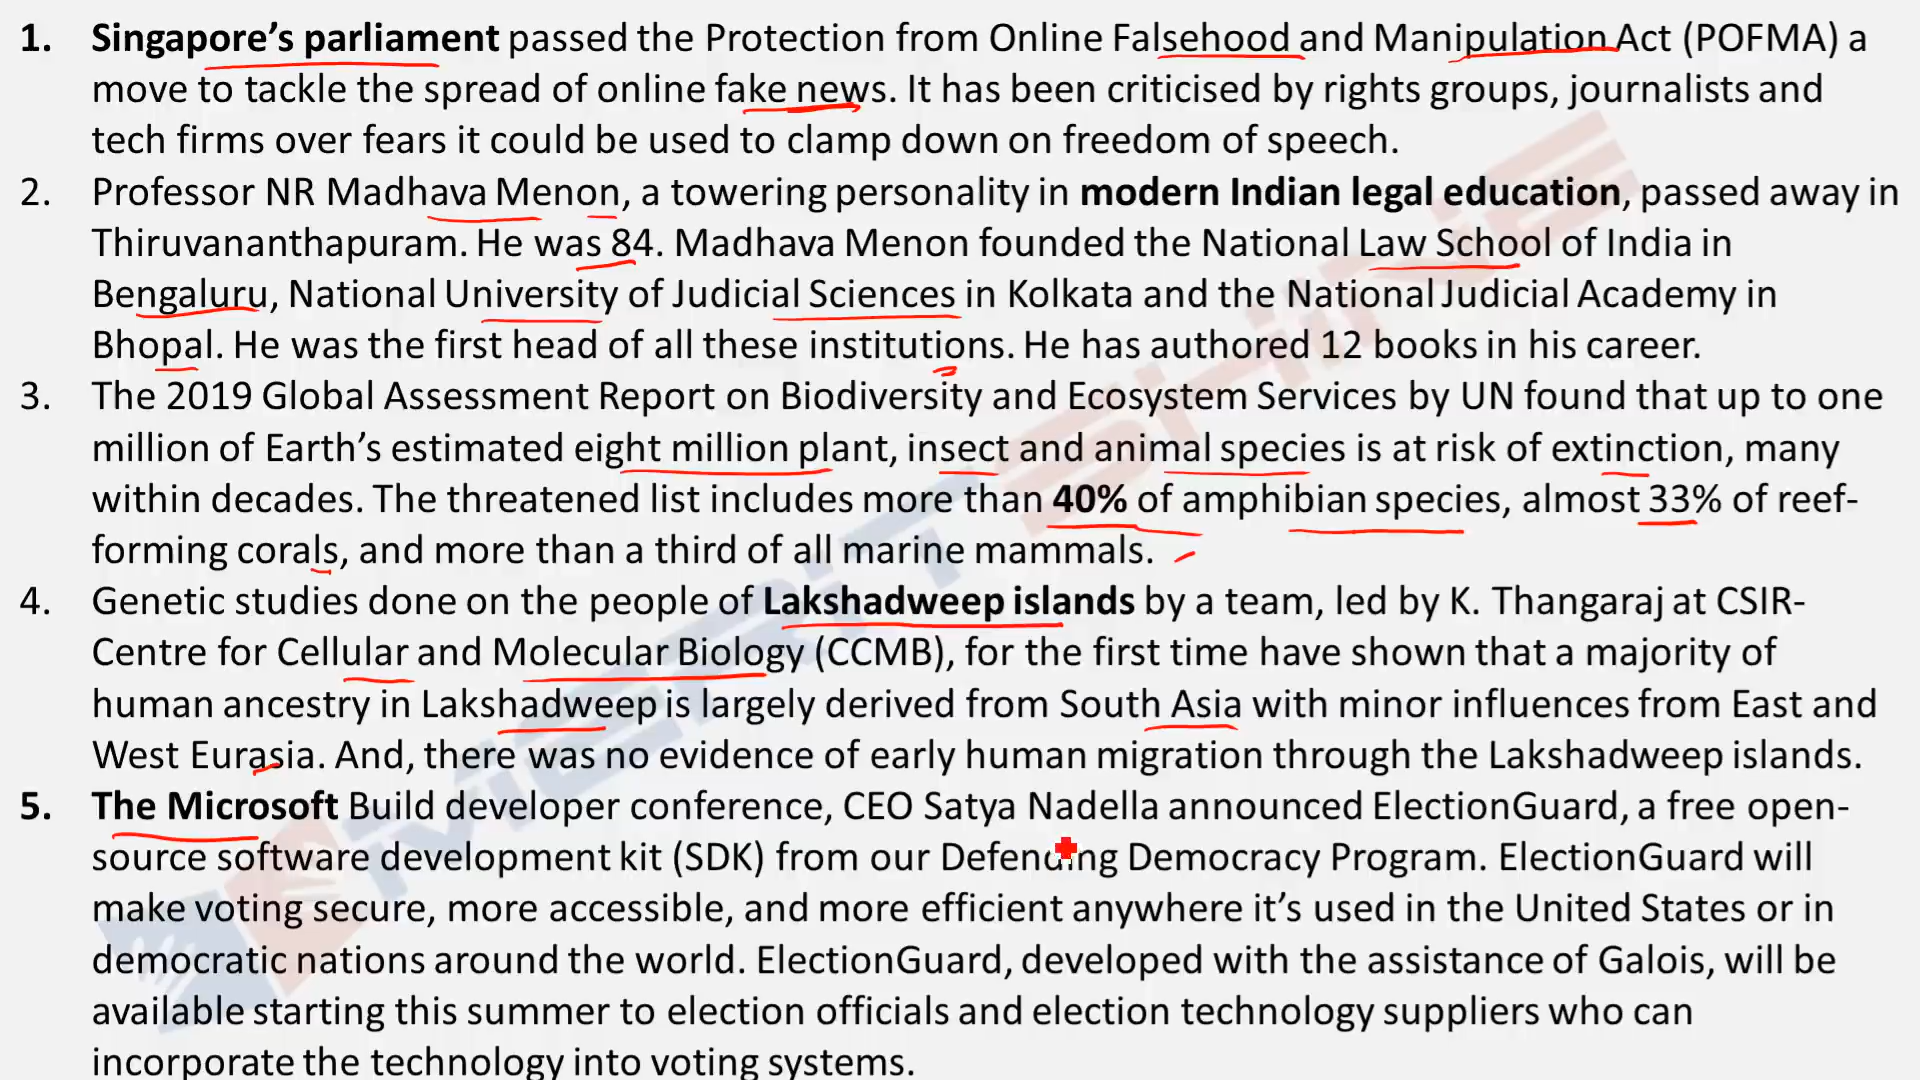 1. Singapore’s parliament passed the Protection from Online Falsehood and Manipulation Act (POFMA) a
move to tackle the spread of online fake news. It has been criticised by rights groups, journalists and
tech firms over fears it could be used to clamp down on freedom of speech.
2. Professor NR Madhava Menon, a towering personality in modern Indian legal education, passed away in
Thiruvananthapuram. He was 84. Madhava Menon founded the National Law School of India in
Bengaluru, National University of Judicial Sciences in Kolkata and the National Judicial Academy in
Bhopal. He was the first head of all these institutions. He has authored 12 books in his career.
3. The 2019 Global Assessment Report on Biodiversity and Ecosystem Services by UN found that up to one
million of Earth’s estimated eight million plant, insect and animal species is at risk of extinction, many
within decades. The threatened list includes more than 40% of amphibian species, almost 33% of reef-
forming corals, and more than a third of all marine mammals.
4. Genetic studies done on the people of Lakshadweep islands by a team, led by K. Thangaraj at CSIR-
Centre for Cellular and Molecular Biology (CCMB), for the first time have shown that a majority of
human ancestry in Lakshadweep is largely derived from South Asia with minor influences from East and
West Eurasia. And, there was no evidence of early human migration through the Lakshadweep islands.
5. The Microsoft Build developer conference, CEO Satya Nadella announced ElectionGuard, a free open-
source software development kit (SDK) from our Defending Democracy Program. ElectionGuard will
make voting secure, more accessible, and more efficient anywhere it’s used in the United States or in
democratic nations around the world. ElectionGuard, developed with the assistance of Galois, will be
available starting this summer to election officials and election technology suppliers who can
incorporate the technology into voting systems.
MERiTSHiNE